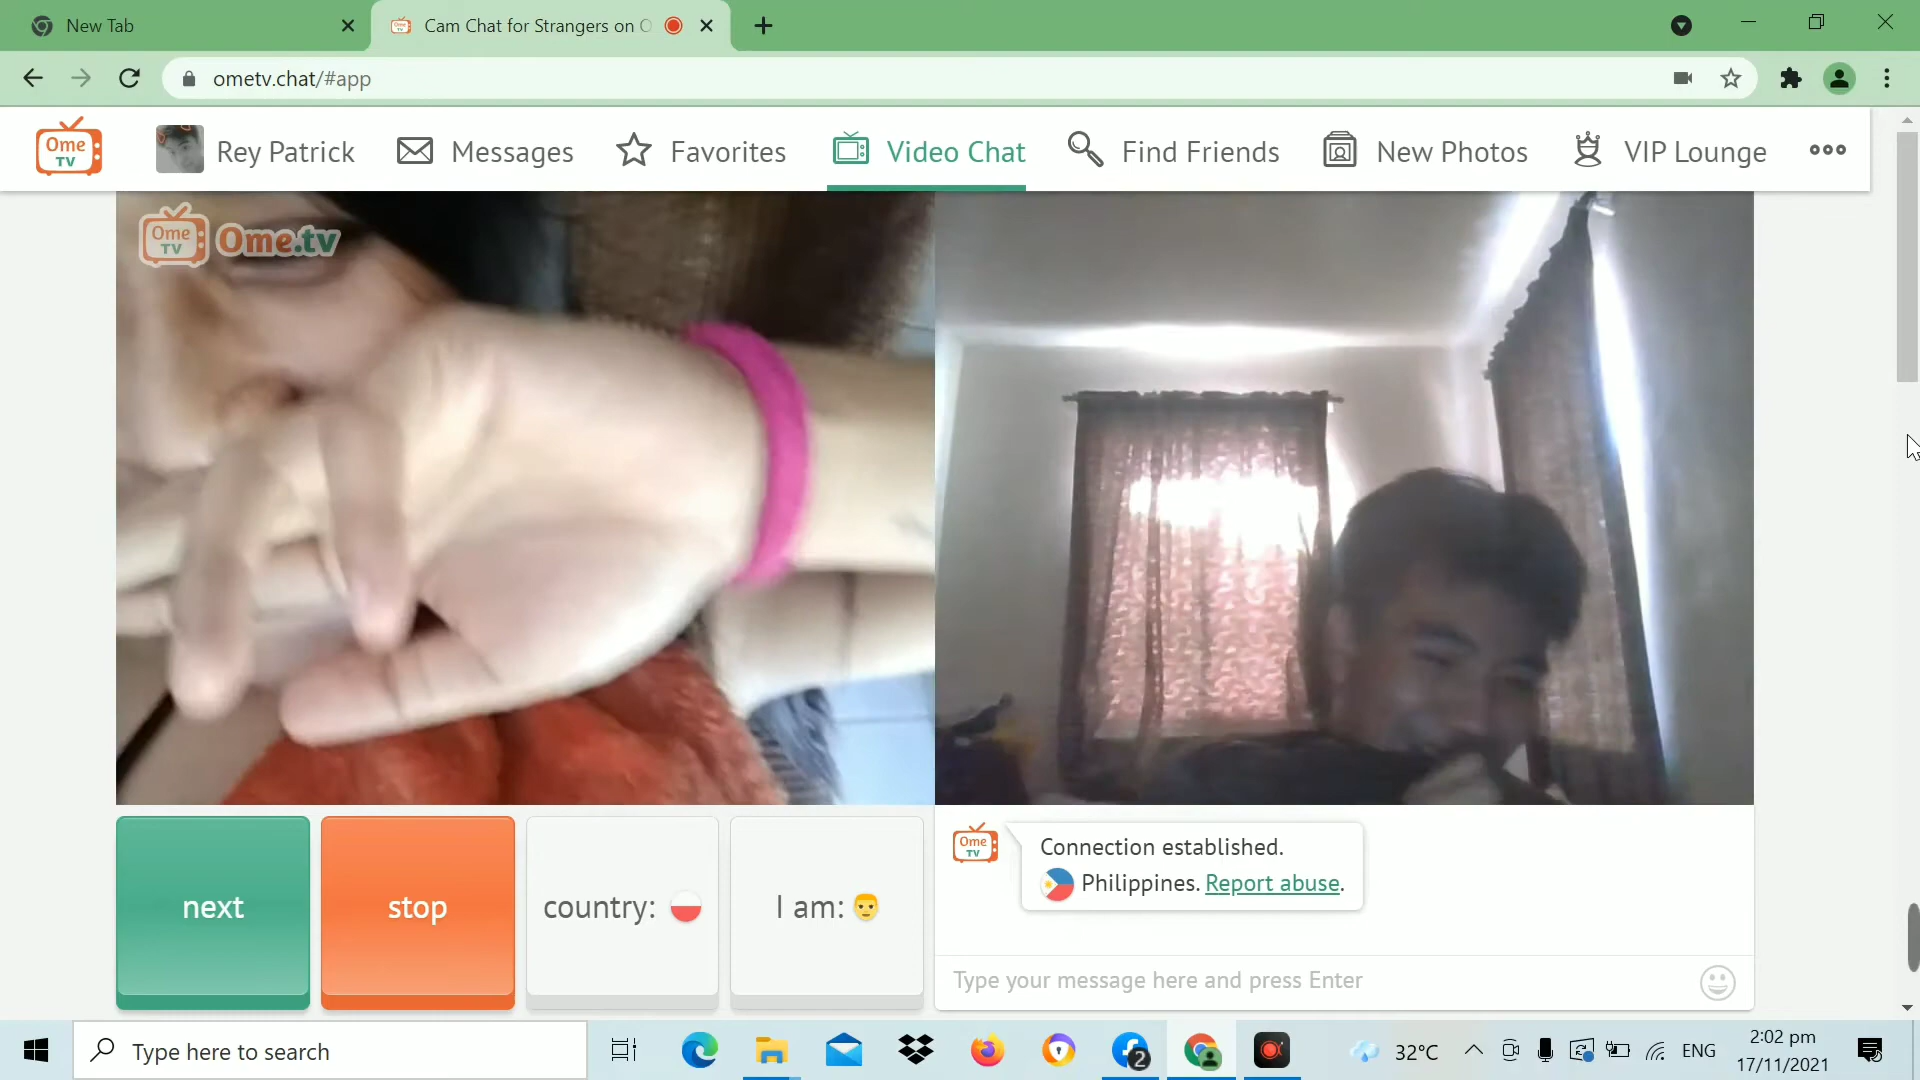 New Tab
Cam Chat for Strangers on O
ometv.chat/#app
Ome TV
Rey Patrick
Messages
Favorites
Video Chat
Find Friends
New Photos
VIP Lounge
Ome TV Ome.tv
next
stop
country:
I am:
Ome TV
Connection established.
Philippines. Report abuse.
Type your message here and press Enter
Type here to search
2
32°C
ENG
2:02 pm
17/11/2021